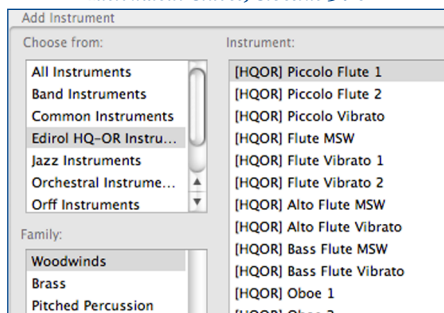 Add Instrument
Choose from:
All Instruments
Band Instruments
Common Instruments
Edirol HQ-OR Instru...
Jazz Instruments
Orchestral Instrume...
Orff Instruments
Family:
Woodwinds
Brass
Pitched Percussion
Instrument:
[HQOR] Piccolo Flute 1
[HQOR] Piccolo Flute 2
[HQOR] Piccolo Vibrato
[HQOR] Flute MSW
[HQOR] Flute Vibrato 1
[HQOR] Flute Vibrato 2
[HQOR] Alto Flute MSW
[HQOR] Alto Flute Vibrato
[HQOR] Bass Flute MSW
[HQOR] Bass Flute Vibrato
[HQOR] Oboe 1